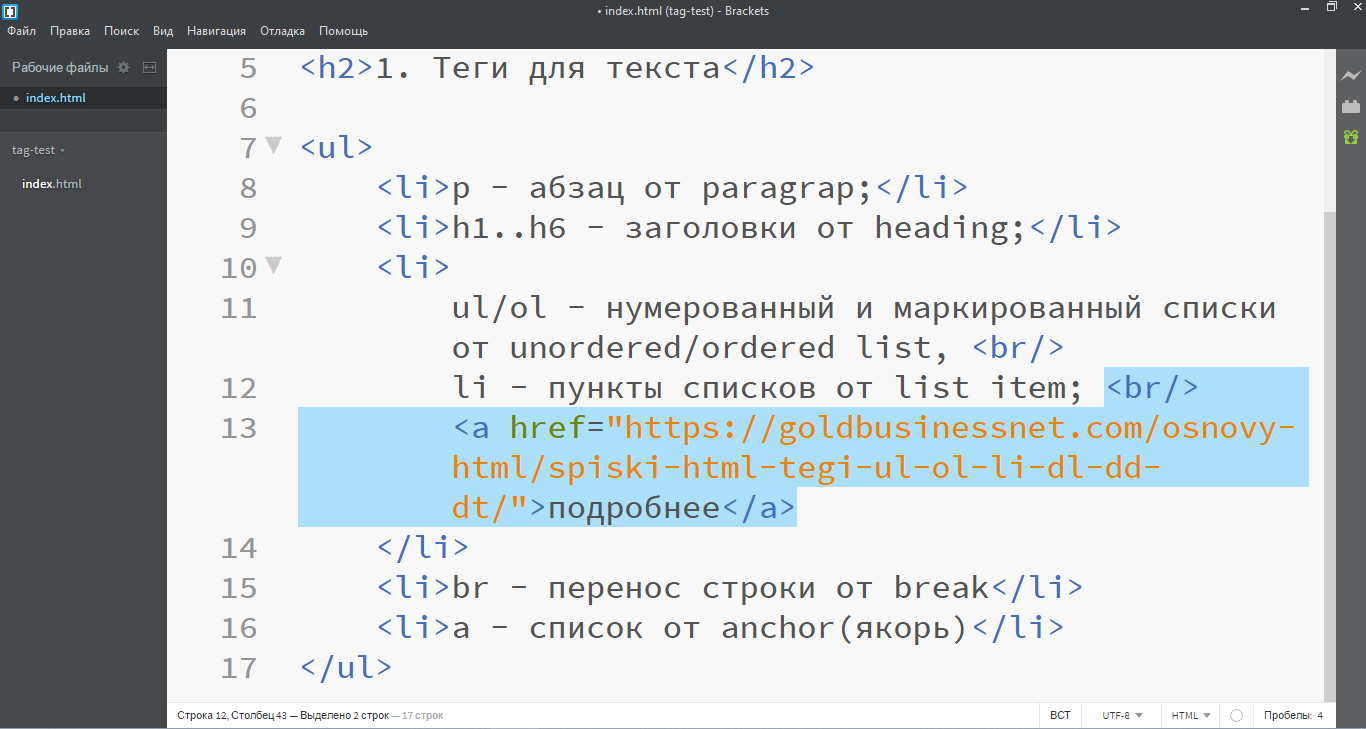 • index.html (tag-test) - Brackets
Файл Правка Поиск Вид Навигация Отладка Помощь
Рабочие файлы
• index.html
tag-test
index.html
5 <h2>1. Теги для текста</h2>
6
7 <ul>
8 <li>p - абзац от paragrap;</li>
9 <li>h1..h6 - заголовки от heading;</li>
10 <li>
11 ul/ol - нумерованный и маркированный списки
от unordered/ordered list, <br/>
12 li - пункты списков от list item; <br/>
13 <a href="https://goldbusinessnet.com/osnovy-
html/spiski-html-tegi-ul-ol-li-dl-dd-
dt/">подробнее</a>
14 </li>
15 <li>br - перенос строки от break</li>
16 <li>a - список от anchor(якорь)</li>
17 </ul>
Строка 12, Столбец 43 — Выделено 2 строк — 17 строк ВСТ UTF-8 HTML Пробелы: 4